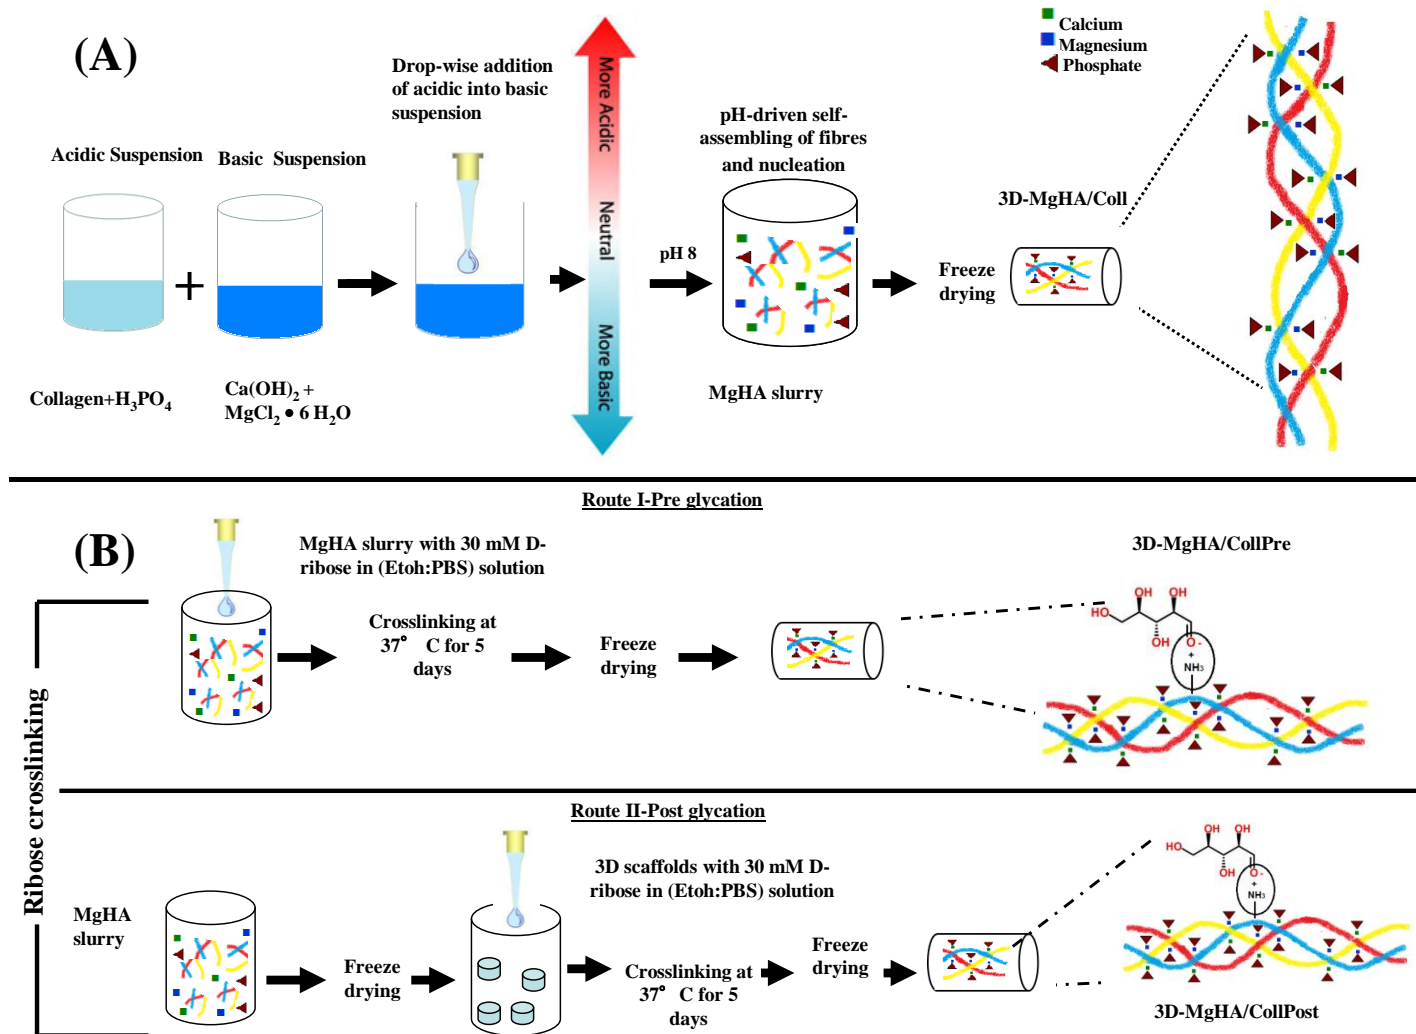 (A)
Acidic Suspension
Basic Suspension
Drop-wise addition
of acidic into basic
suspension
Collagen+H₃PO₄
Ca(OH)₂ +
MgCl₂ • 6 H₂O
More Acidic
Neutral
More Basic
pH 8
pH-driven self-
assembling of fibres
and nucleation
MgHA slurry
Freeze
drying
3D-MgHA/Coll
Calcium
Magnesium
Phosphate
Route I-Pre glycation
(B)
Ribose crosslinking
MgHA slurry with 30 mM D-
ribose in (Etoh:PBS) solution
Crosslinking at
37° C for 5
days
Freeze
drying
3D-MgHA/CollPre
OH
OH
HO
OH
O-
+
NH₃
Route II-Post glycation
MgHA
slurry
Freeze
drying
3D scaffolds with 30 mM D-
ribose in (Etoh:PBS) solution
Crosslinking at
37° C for 5
days
Freeze
drying
OH
OH
HO
OH
O-
+
NH₃
3D-MgHA/CollPost